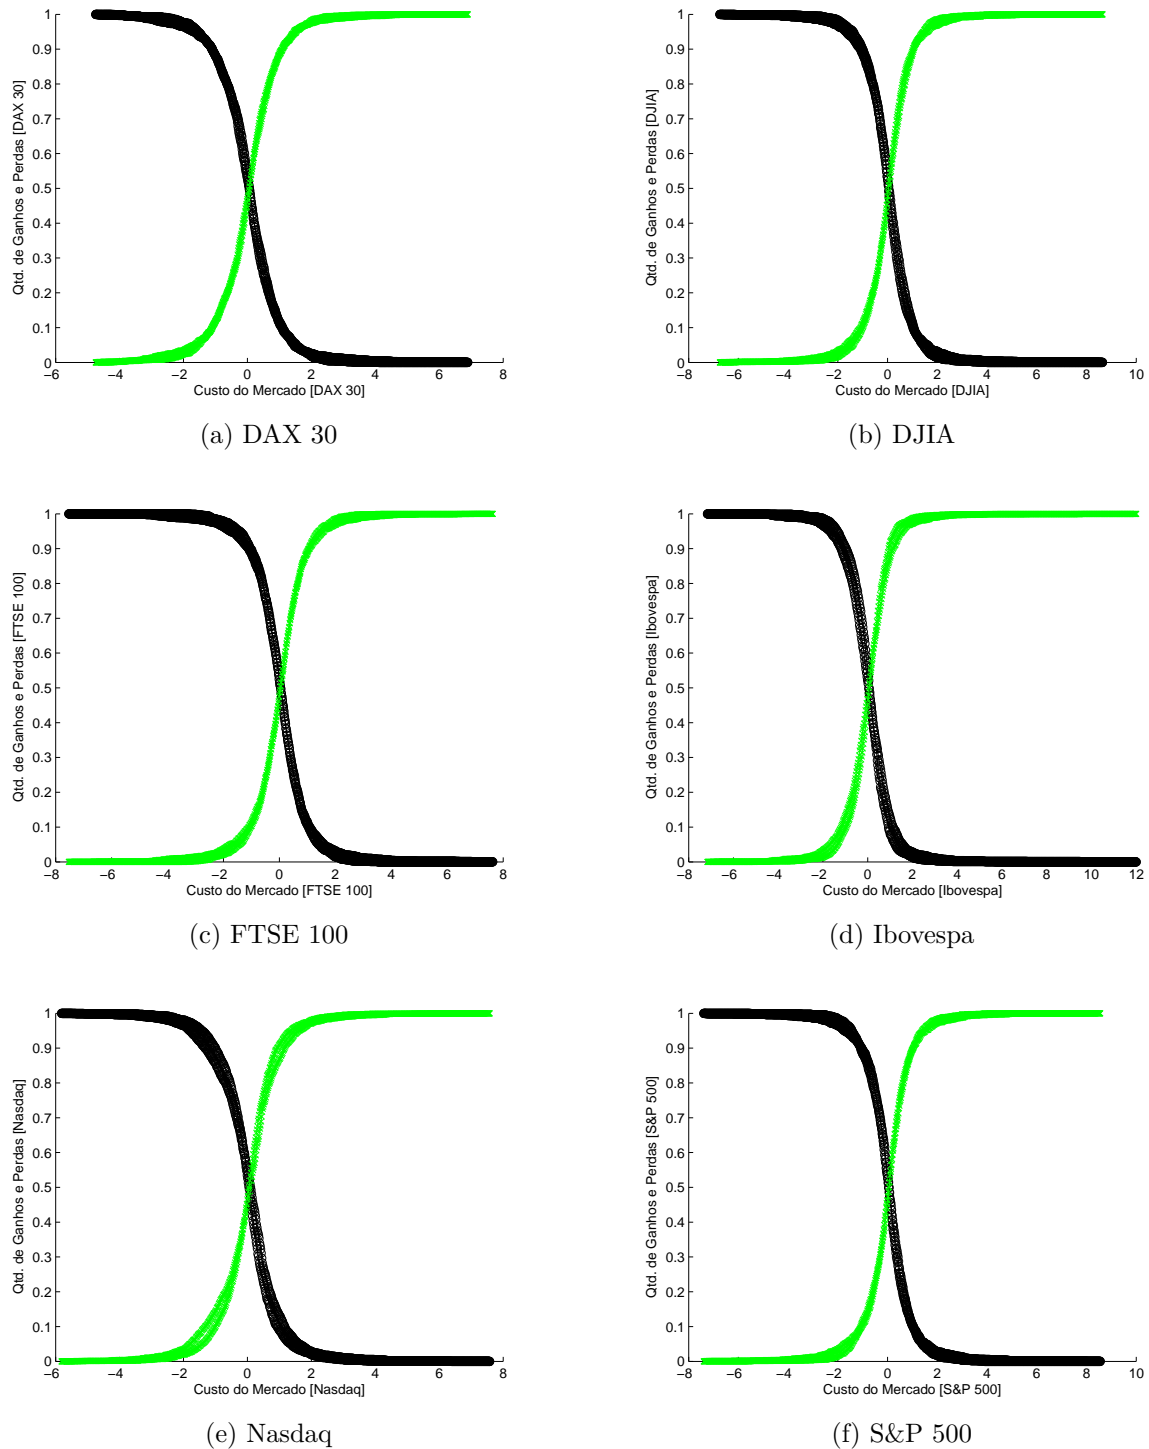 1
0.9
0.8
0.7
0.6
0.5
0.4
0.3
0.2
0.1
0
Qtd. de Ganhos e Perdas [DAX 30]
−6 −4 −2 0 2 4 6 8
Custo do Mercado [DAX 30]
(a) DAX 30
1
0.9
0.8
0.7
0.6
0.5
0.4
0.3
0.2
0.1
0
Qtd. de Ganhos e Perdas [DJIA]
−8 −6 −4 −2 0 2 4 6 8 10
Custo do Mercado [DJIA]
(b) DJIA
1
0.9
0.8
0.7
0.6
0.5
0.4
0.3
0.2
0.1
0
Qtd. de Ganhos e Perdas [FTSE 100]
−8 −6 −4 −2 0 2 4 6 8
Custo do Mercado [FTSE 100]
(c) FTSE 100
1
0.9
0.8
0.7
0.6
0.5
0.4
0.3
0.2
0.1
0
Qtd. de Ganhos e Perdas [Ibovespa]
−8 −6 −4 −2 0 2 4 6 8 10 12
Custo do Mercado [Ibovespa]
(d) Ibovespa
1
0.9
0.8
0.7
0.6
0.5
0.4
0.3
0.2
0.1
0
Qtd. de Ganhos e Perdas [Nasdaq]
−6 −4 −2 0 2 4 6 8
Custo do Mercado [Nasdaq]
(e) Nasdaq
1
0.9
0.8
0.7
0.6
0.5
0.4
0.3
0.2
0.1
0
Qtd. de Ganhos e Perdas [S&P 500]
−8 −6 −4 −2 0 2 4 6 8 10
Custo do Mercado [S&P 500]
(f) S&P 500